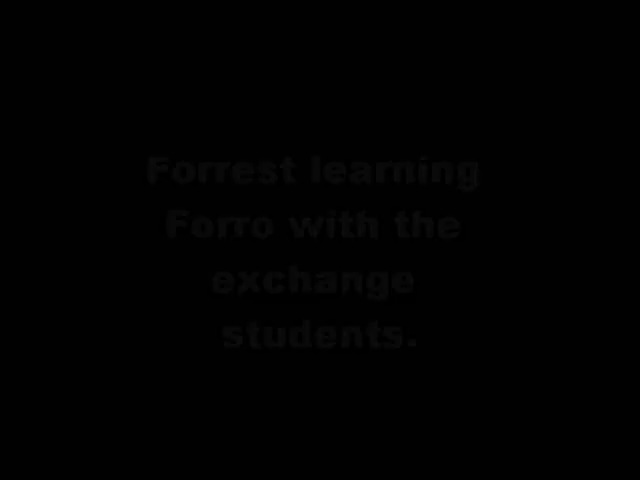 Forrest learning
Forro with the
exchange
students.